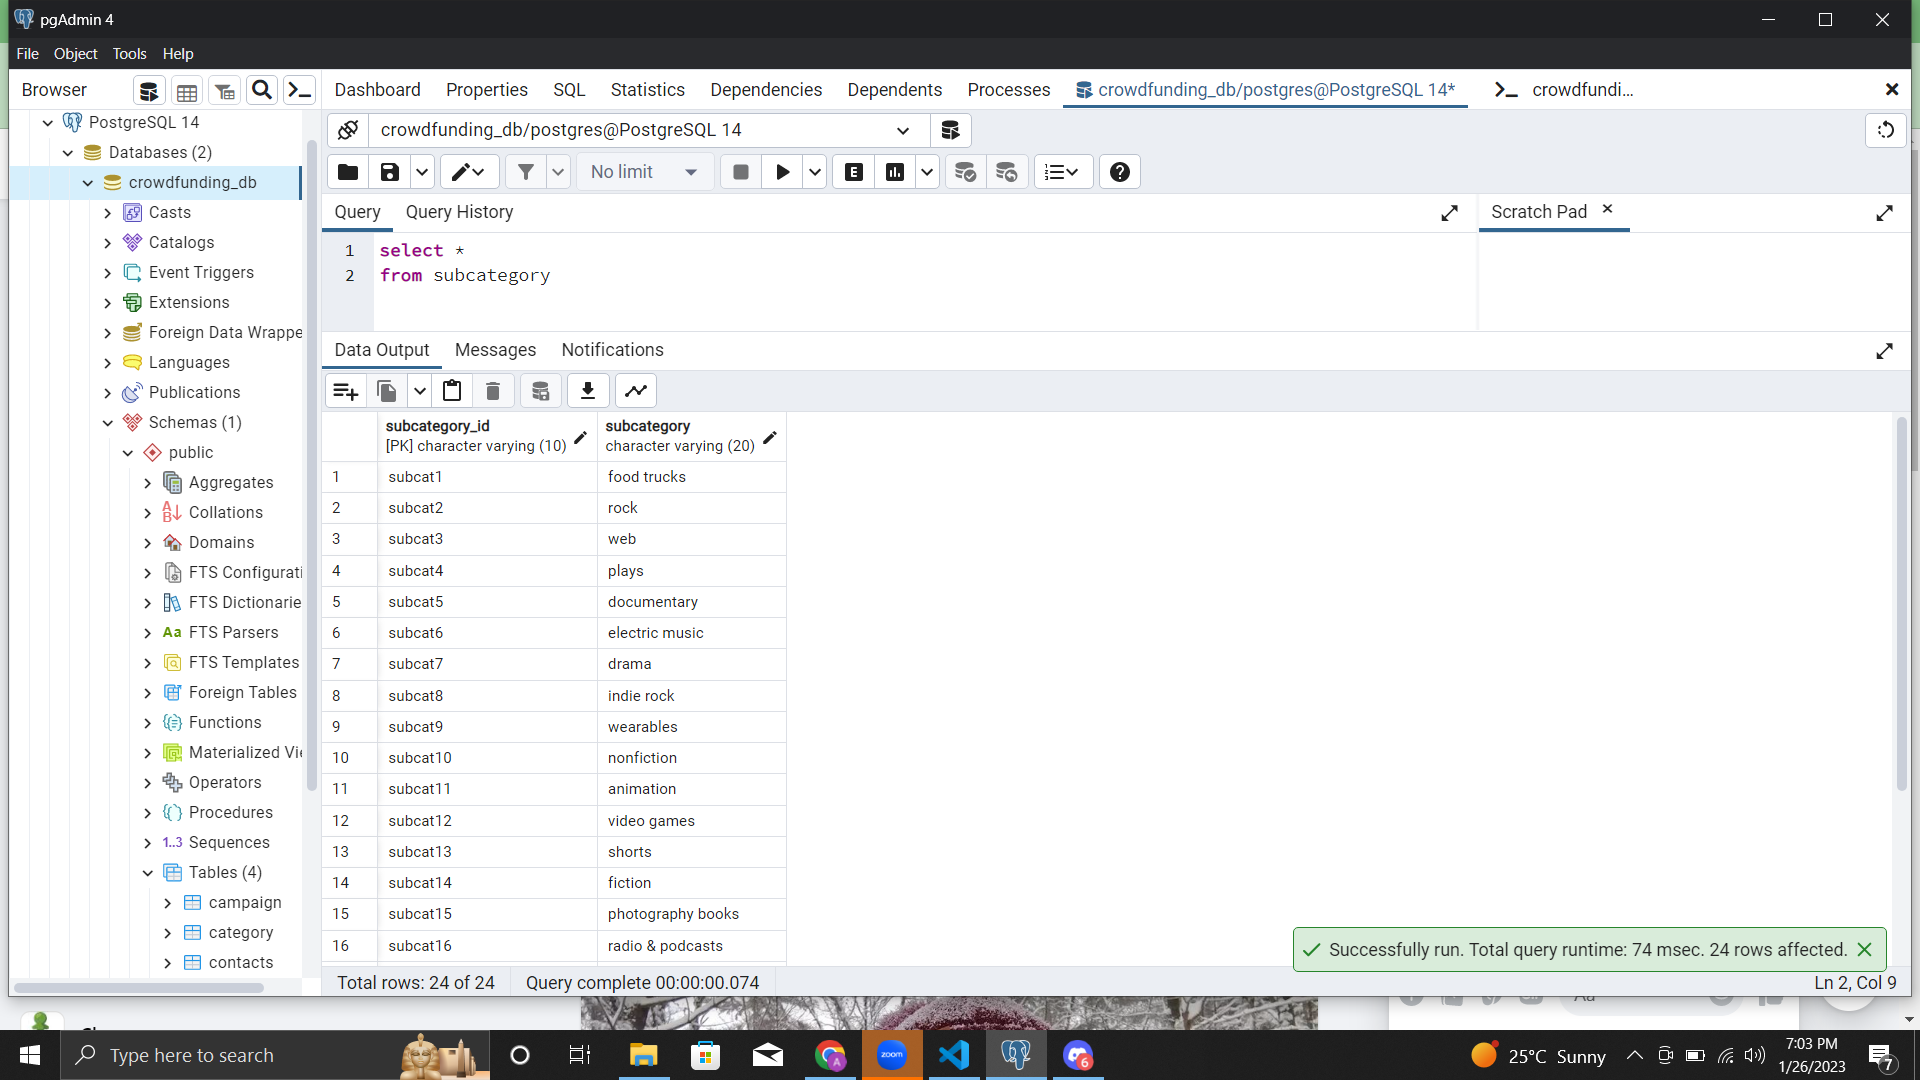 pgAdmin 4
File Object Tools Help
Browser
Dashboard Properties SQL Statistics Dependencies Dependents Processes crowdfunding_db/postgres@PostgreSQL 14* crowdfundi...
PostgreSQL 14
Databases (2)
crowdfunding_db
Casts
Catalogs
Event Triggers
Extensions
Foreign Data Wrappe
Languages
Publications
Schemas (1)
public
Aggregates
Collations
Domains
FTS Configurati
FTS Dictionarie
Aa FTS Parsers
FTS Templates
Foreign Tables
Functions
Materialized Vi
Operators
Procedures
1..3 Sequences
Tables (4)
campaign
category
contacts
crowdfunding_db/postgres@PostgreSQL 14
No limit
E
Query Query History
Scratch Pad
1 select *
2 from subcategory
Data Output Messages Notifications
subcategory_id subcategory
[PK] character varying (10) character varying (20)
1 subcat1 food trucks
2 subcat2 rock
3 subcat3 web
4 subcat4 plays
5 subcat5 documentary
6 subcat6 electric music
7 subcat7 drama
8 subcat8 indie rock
9 subcat9 wearables
10 subcat10 nonfiction
11 subcat11 animation
12 subcat12 video games
13 subcat13 shorts
14 subcat14 fiction
15 subcat15 photography books
16 subcat16 radio & podcasts
Successfully run. Total query runtime: 74 msec. 24 rows affected.
Total rows: 24 of 24 Query complete 00:00:00.074
Ln 2, Col 9
Type here to search
zoom
A
6
25°C Sunny
7:03 PM
1/26/2023
7